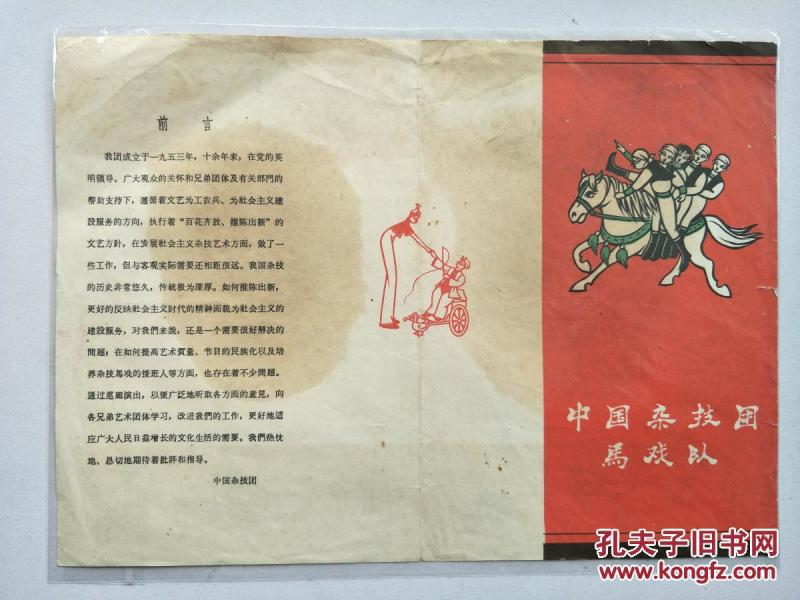 前言
我团成立于一九五三年，十余年来，在党的英
明领导、广大观众的关怀和兄弟团体及有关部門的
帮助支持下，遵循着文艺为工农兵、为社会主义建
設服务的方向，执行着“百花齐放、推陈出新”的
文艺方針，在发展社会主义杂技艺术方面，做了一
些工作，但与客观实际需要还相距很远。我国杂技
的历史非常悠久，传統极为深厚。如何推陈出新，
更好的反映社会主义时代的精神面貌为社会主义的
建設服务，对我們来說，还是一个需要很好解决的
問題；在如何提高艺术質量、节目的民族化以及培
养杂技馬戏的接班人等方面，也存在着不少問題。
通过巡迴演出，以便广泛地听取各方面的意見，向
各兄弟艺术团体学习，改进我們的工作，更好地适
应广大人民日益增长的文化生活的需要。我們热忱
地、恳切地期待着批評和指导。
中国杂技团
中国杂技团
馬戏队
孔夫子旧书网
www.kongfz.com